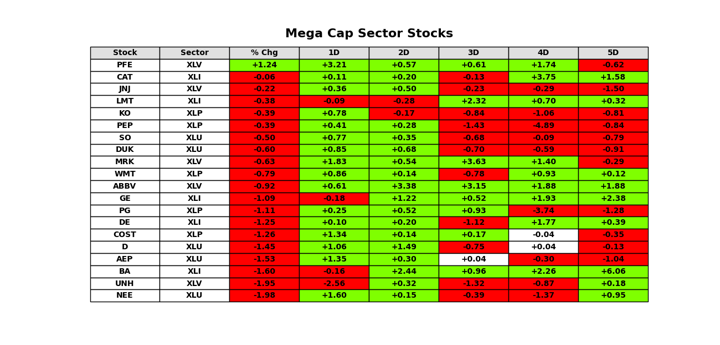 Mega Cap Sector Stocks
Stock Sector % Chg 1D 2D 3D 4D 5D
PFE XLV +1.24 +3.21 +0.57 +0.61 +1.74 -0.62
CAT XLI -0.06 +0.11 +0.20 -0.13 +3.75 +1.58
JNJ XLV -0.22 +0.36 +0.50 -0.23 -0.29 -1.50
LMT XLI -0.38 -0.09 -0.28 +2.32 +0.70 +0.32
KO XLP -0.39 +0.78 -0.17 -0.84 -1.06 -0.81
PEP XLP -0.39 +0.41 +0.28 -1.43 -4.89 -0.84
SO XLU -0.50 +0.77 +0.35 -0.68 -0.09 -0.79
DUK XLU -0.60 +0.85 +0.68 -0.70 -0.59 -0.91
MRK XLV -0.63 +1.83 +0.54 +3.63 +1.40 -0.29
WMT XLP -0.79 +0.86 +0.14 -0.78 +0.93 +0.12
ABBV XLV -0.92 +0.61 +3.38 +3.15 +1.88 +1.88
GE XLI -1.09 -0.16 +1.22 +0.52 +1.93 +2.38
PG XLP -1.11 +0.25 +0.52 +0.93 -3.74 -1.28
DE XLI -1.25 +0.10 +0.20 -1.12 +1.77 +0.39
COST XLP -1.26 +1.34 +0.14 +0.17 -0.04 -0.35
D XLU -1.45 +1.06 +1.49 -0.75 +0.04 -0.13
AEP XLU -1.53 +1.35 +0.30 +0.04 -0.30 -1.04
BA XLI -1.60 -0.16 +2.44 +0.96 +2.26 +6.06
UNH XLV -1.95 -2.56 +0.32 -1.32 -0.87 +0.18
NEE XLU -1.98 +1.60 +0.15 -0.39 -1.37 +0.95